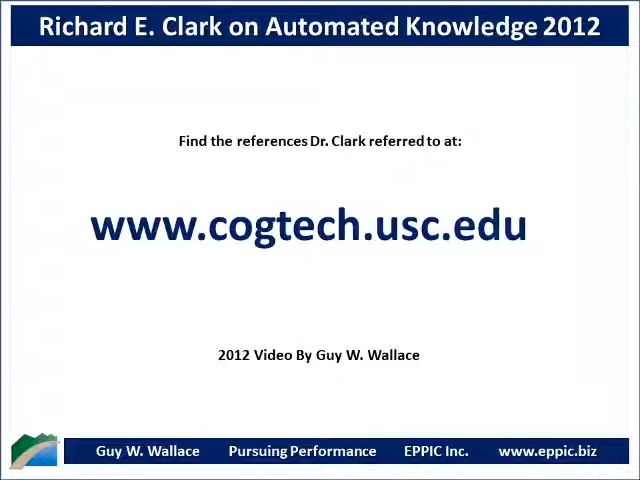 Richard E. Clark on Automated Knowledge 2012
Find the references Dr. Clark referred to at:
www.cogtech.usc.edu
2012 Video By Guy W. Wallace
Guy W. Wallace Pursuing Performance EPPIC Inc. www.eppic.biz